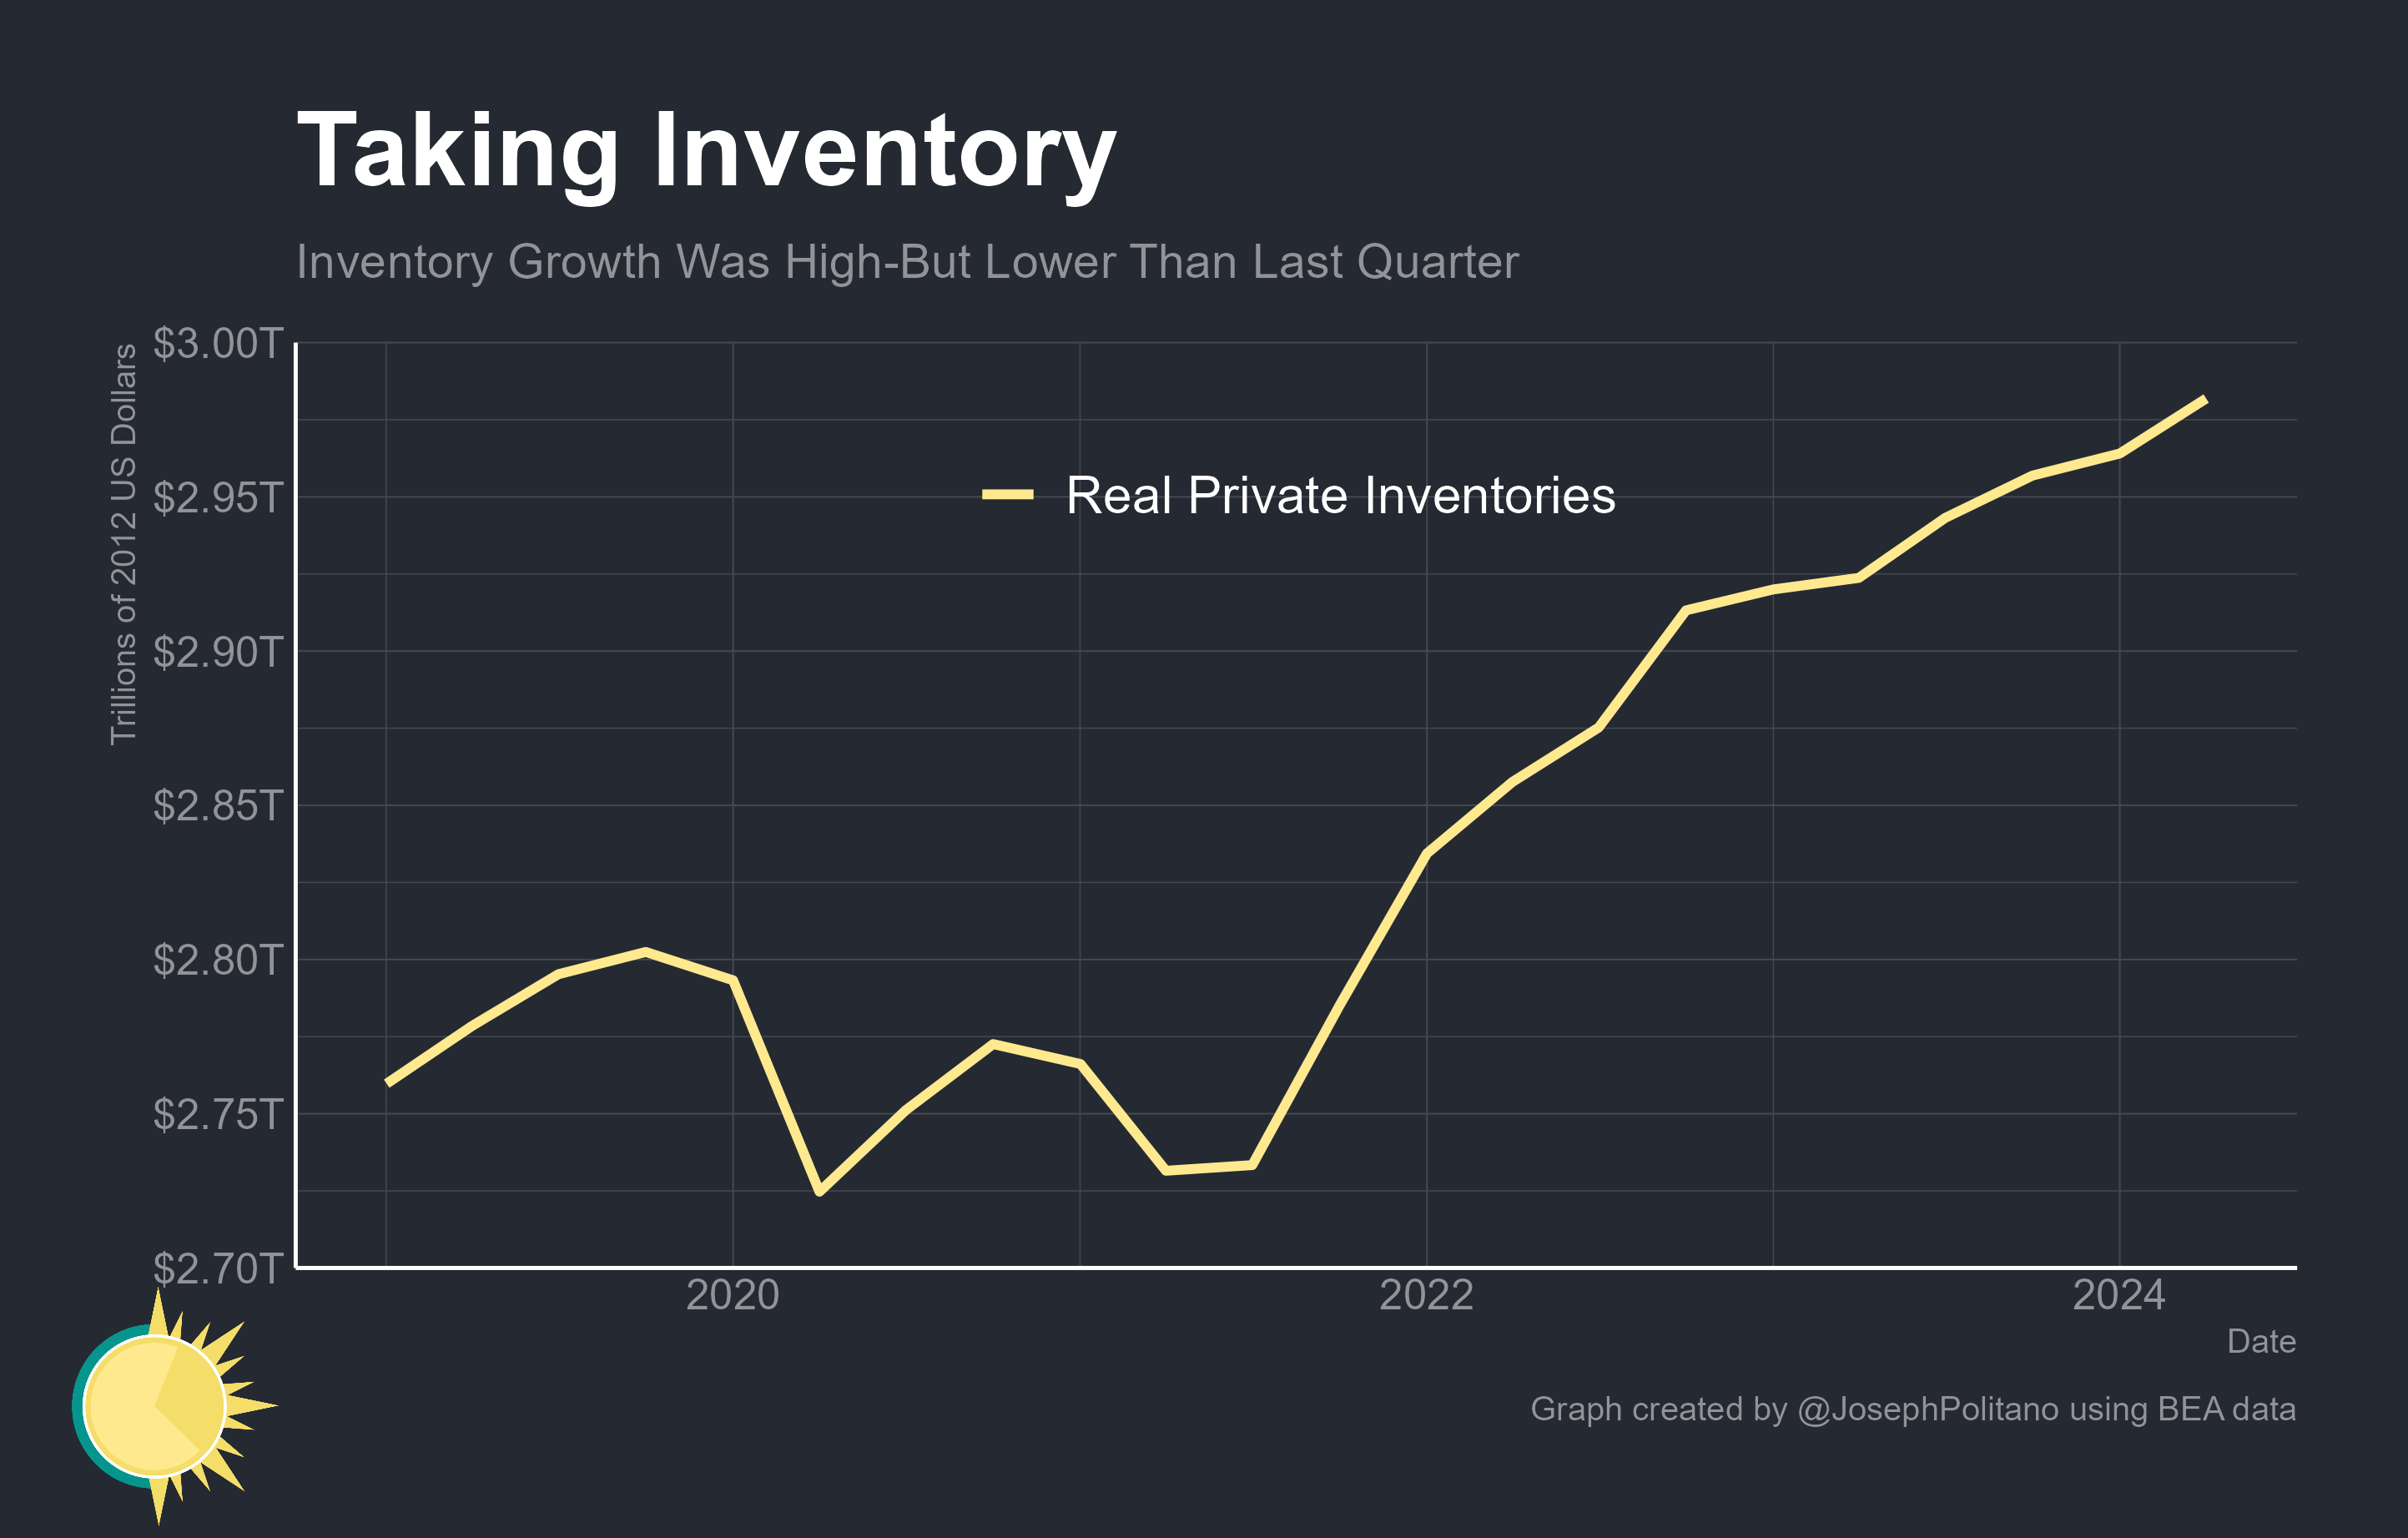 Taking Inventory
Inventory Growth Was High-But Lower Than Last Quarter
Trillions of 2012 US Dollars
$3.00T
$2.95T
$2.90T
$2.85T
$2.80T
$2.75T
$2.70T
Real Private Inventories
2020
2022
2024
Date
Graph created by @JosephPolitano using BEA data